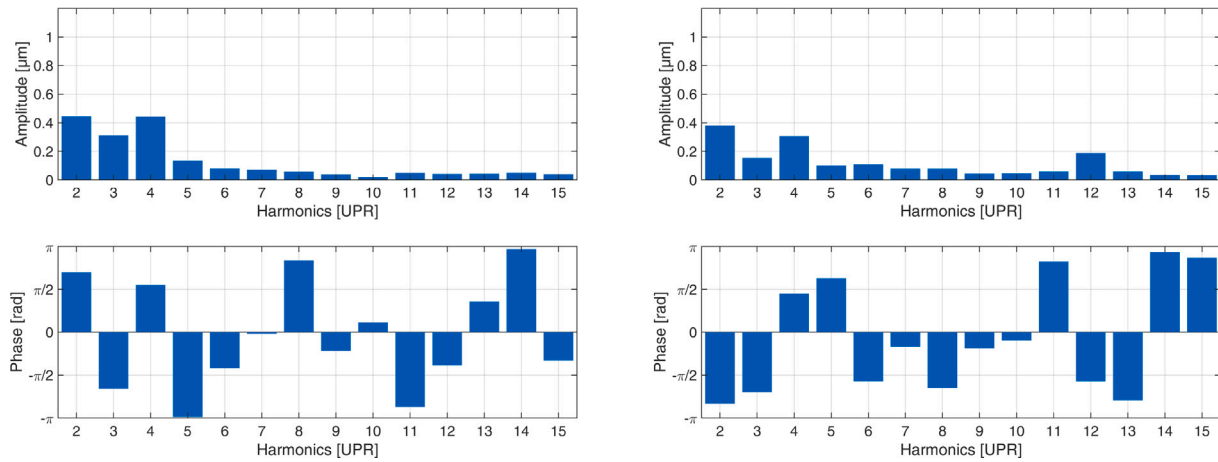 Amplitude [µm]
1
0.8
0.6
0.4
0.2
0
2 3 4 5 6 7 8 9 10 11 12 13 14 15
Harmonics [UPR]
Amplitude [µm]
1
0.8
0.6
0.4
0.2
0
2 3 4 5 6 7 8 9 10 11 12 13 14 15
Harmonics [UPR]
Phase [rad]
π
π/2
0
-π/2
-π
2 3 4 5 6 7 8 9 10 11 12 13 14 15
Harmonics [UPR]
Phase [rad]
π
π/2
0
-π/2
-π
2 3 4 5 6 7 8 9 10 11 12 13 14 15
Harmonics [UPR]